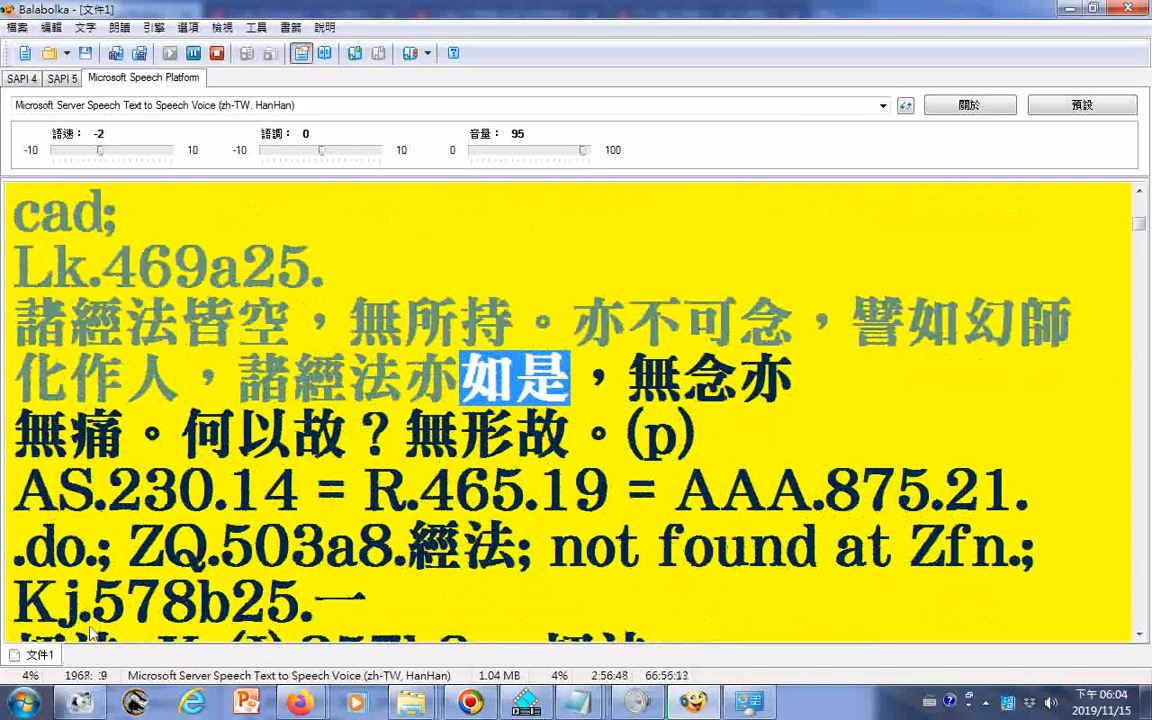 Balabolka - [文件1]
檔案 編輯 文字 朗讀 引擎 選項 檢視 工具 書籤 說明
SAPI 4 SAPI 5 Microsoft Speech Platform
Microsoft Server Speech Text to Speech Voice (zh-TW, HanHan) 關於 預設
語速： -2 語調： 0 音量： 95
-10 10 -10 10 0 100
cad;
Lk.469a25.
諸經法皆空，無所持。亦不可念，譬如幻師
化作人，諸經法亦如是，無念亦
無痛。何以故？無形故。(p)
AS.230.14 = R.465.19 = AAA.875.21.
.do.; ZQ.503a8.經法; not found at Zfn.;
Kj.578b25.一
文件1
4% Microsoft Server Speech Text to Speech Voice (zh-TW, HanHan) 1.04 MB 4% 2:56:48 66:56:13
下午 06:04
2019/11/15